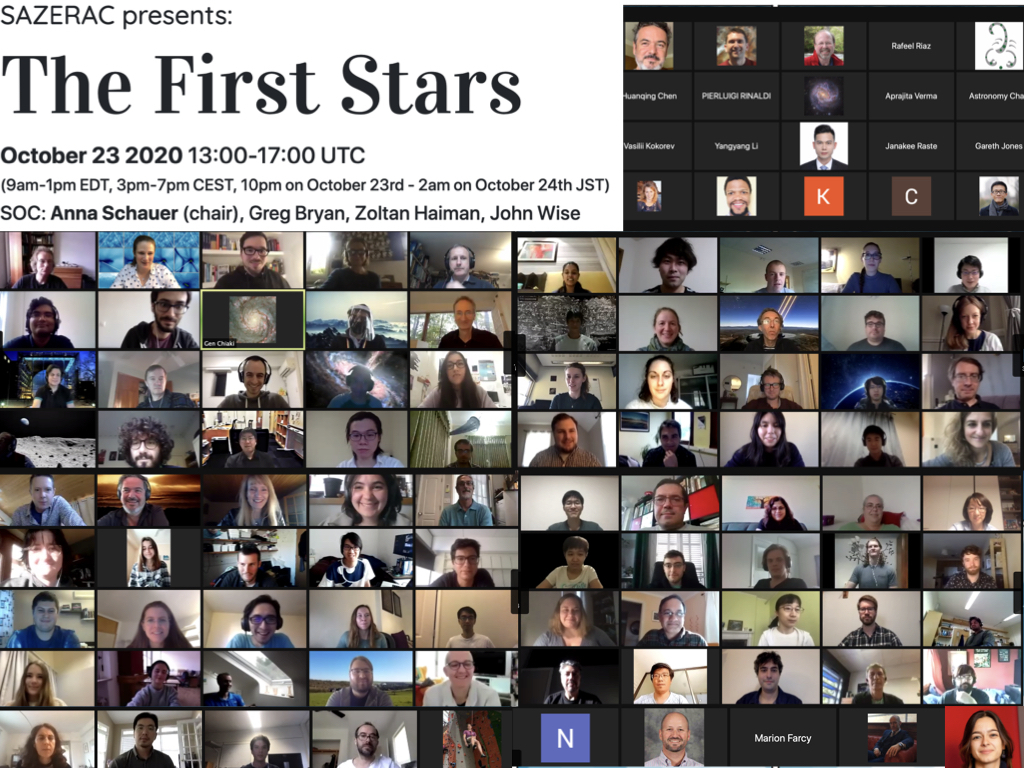 SAZERAC presents:
The First Stars
October 23 2020 13:00-17:00 UTC
(9am-1pm EDT, 3pm-7pm CEST, 10pm on October 23rd - 2am on October 24th JST)
SOC: Anna Schauer (chair), Greg Bryan, Zoltan Haiman, John Wise
Rafeel Riaz
Huanqing Chen
PIERLUIGI RINALDI
Aprajita Verma
Astronomy Cha
Vasilii Kokorev
Yangyang Li
Janakee Raste
Gareth Jones
K
C
Gen Chiaki
N
Marion Farcy